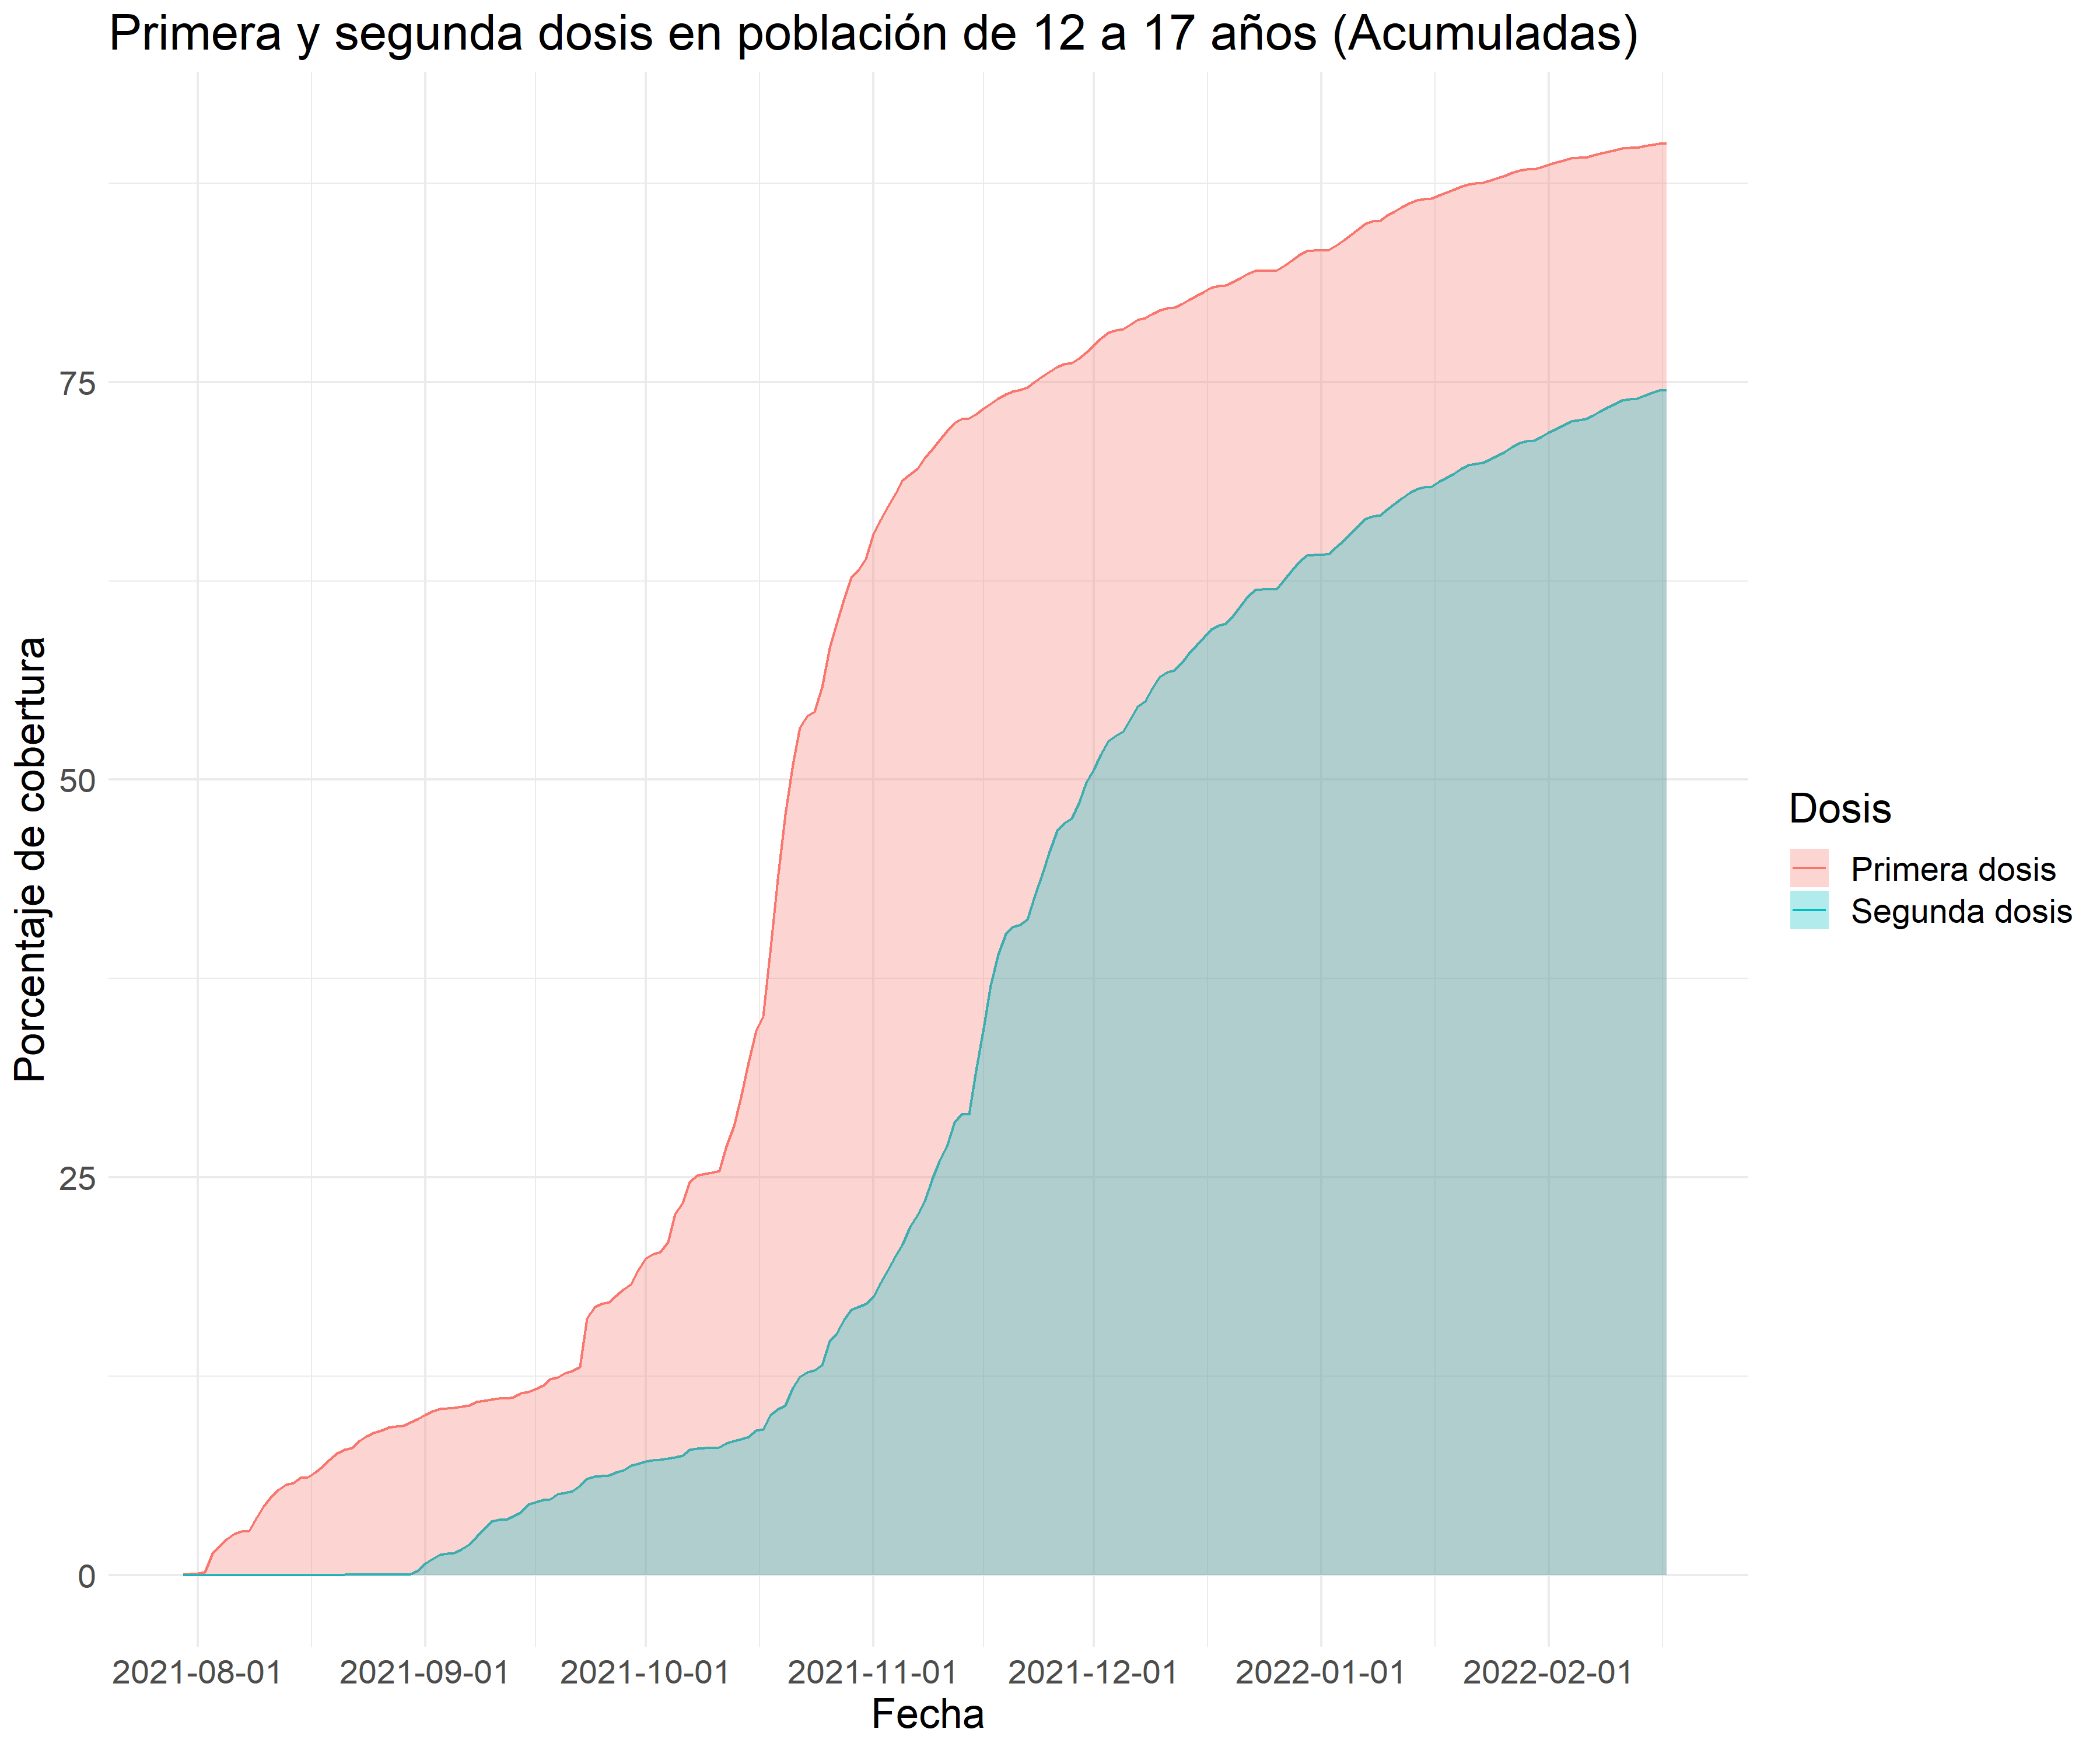 Primera y segunda dosis en población de 12 a 17 años (Acumuladas)
Porcentaje de cobertura
75
50
25
0
2021-08-01 2021-09-01 2021-10-01 2021-11-01 2021-12-01 2022-01-01 2022-02-01
Fecha
Dosis
Primera dosis
Segunda dosis